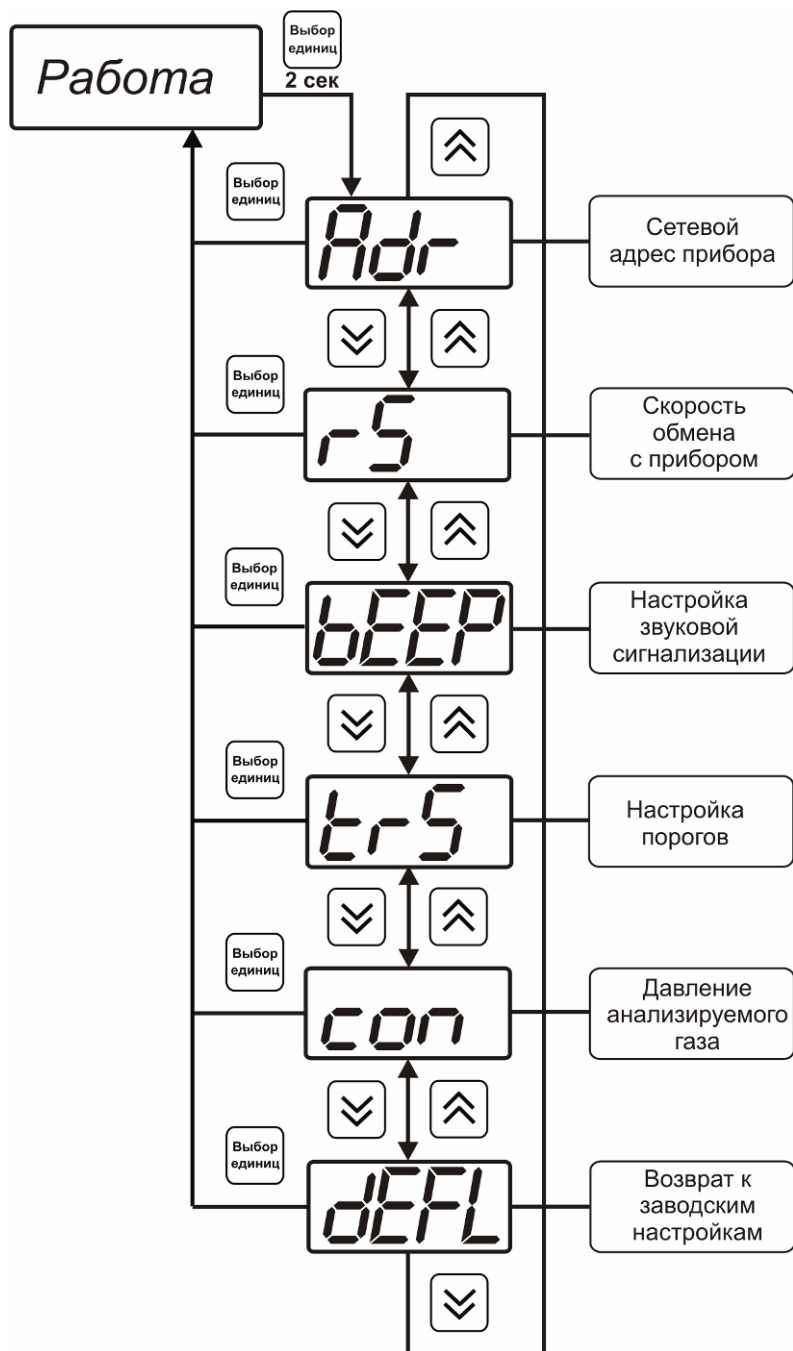 Работа
Выбор
единиц
2 сек
Выбор
единиц
Adr
Сетевой
адрес прибора
Выбор
единиц
rS
Скорость
обмена
с прибором
Выбор
единиц
bEEP
Настройка
звуковой
сигнализации
Выбор
единиц
trS
Настройка
порогов
Выбор
единиц
con
Давление
анализируемого
газа
Выбор
единиц
dEFL
Возврат к
заводским
настройкам